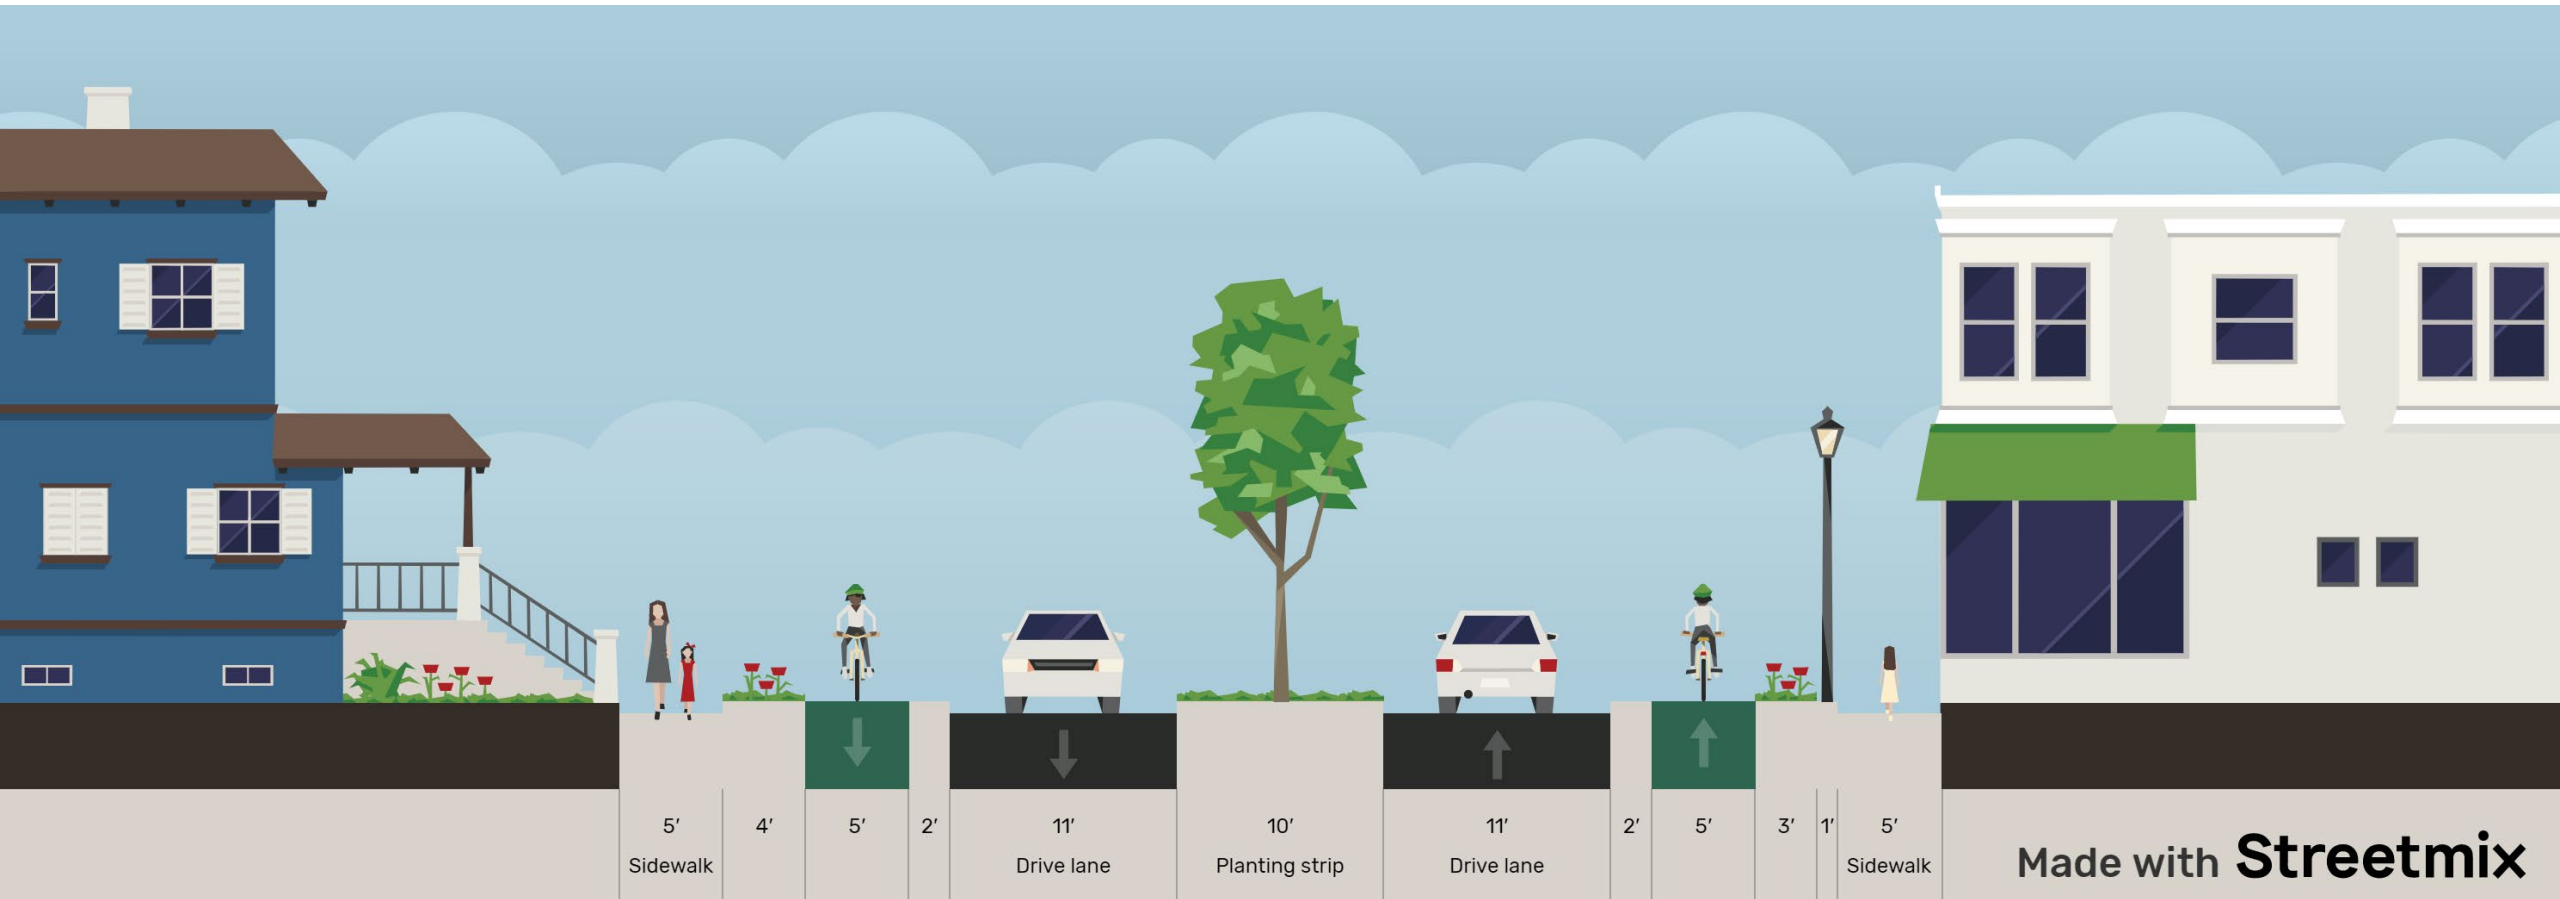 5′ 4′ 5′ 2′ 11′ 10′ 11′ 2′ 5′ 3′ 1′ 5′
Sidewalk Drive lane Planting strip Drive lane Sidewalk
Made with Streetmix